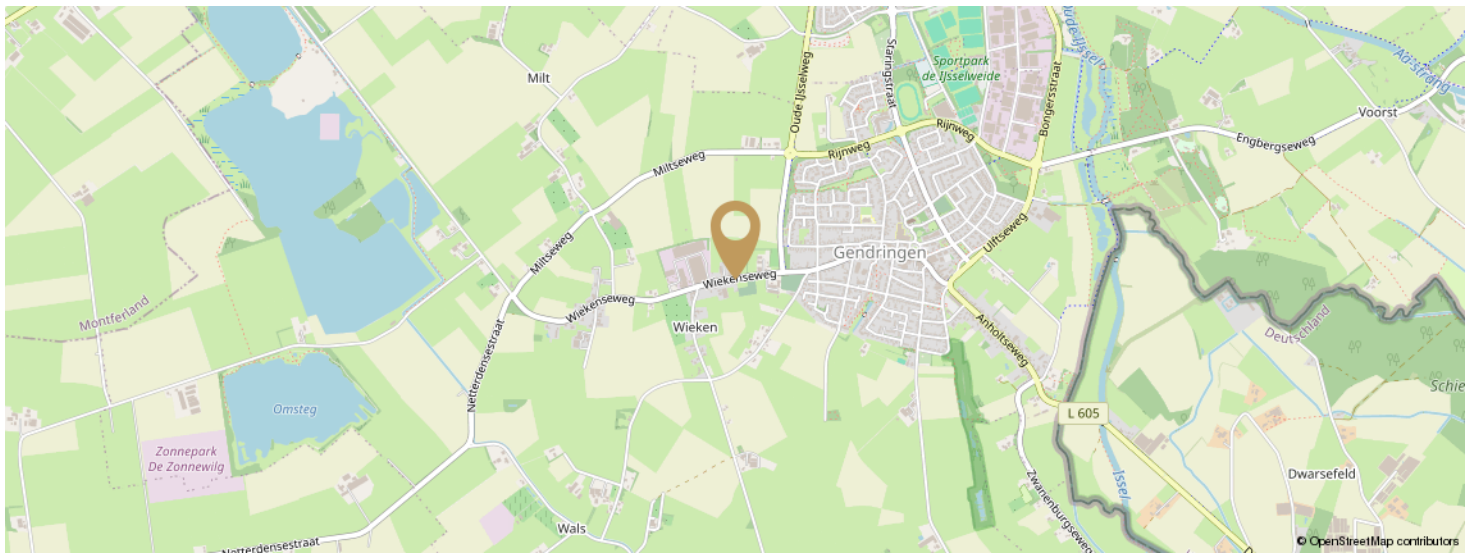 Oude-IJssel
Aa-strang
Milt
Sportpark
de IJsselweide
Staringstraat
Oude IJsselweg
Bongersstraat
Voorst
Rijnweg
Rijnweg
Engbergseweg
Miltseweg
Miltseweg
Ulftseweg
Gendringen
Wiekenseweg
Wiekenseweg
Montferland
Wieken
Anholtseweg
Deutschland
Netterdensestraat
Schie
Omsteg
L 605
Zonnepark
De Zonnewilg
Dwarsefeld
IJssel
Zwanenburgseweg
Wals
Netterdensestraat
D
© OpenStreetMap contributors